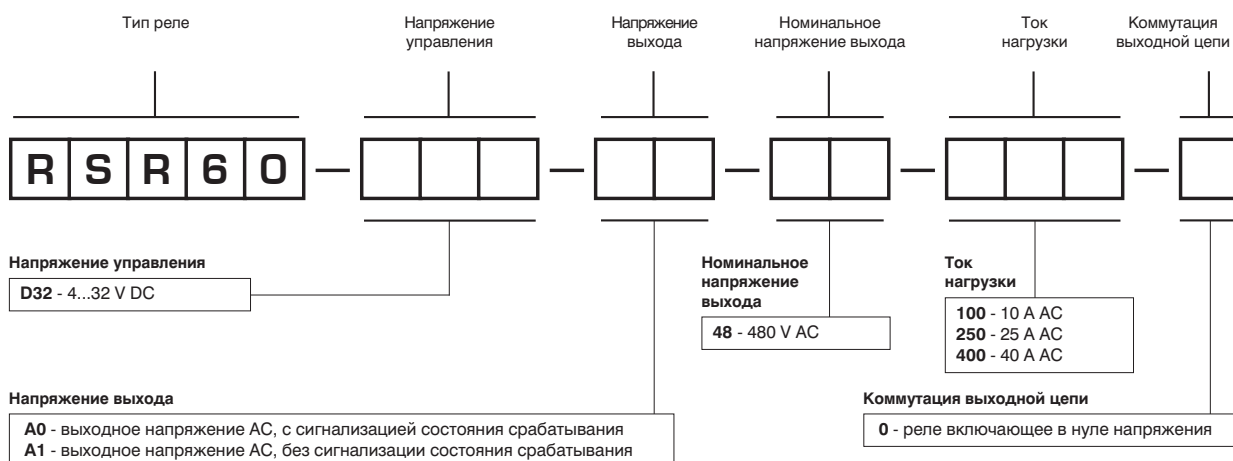 Тип реле
Напряжение
управления
Напряжение
выхода
Номинальное
напряжение выхода
Ток
нагрузки
Коммутация
выходной цепи
RSR60 — — — — —
Напряжение управления
D32 - 4...32 V DC
Номинальное
напряжение
выхода
48 - 480 V AC
Ток
нагрузки
100 - 10 A AC
250 - 25 A AC
400 - 40 A AC
Напряжение выхода
A0 - выходное напряжение AC, с сигнализацией состояния срабатывания
A1 - выходное напряжение AC, без сигнализации состояния срабатывания
Коммутация выходной цепи
0 - реле включающее в нуле напряжения